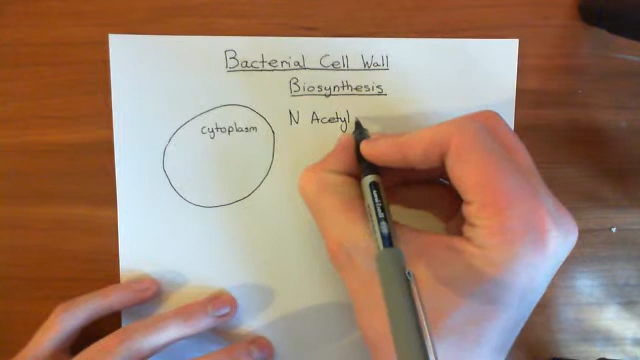 Bacterial Cell Wall
Biosynthesis
cytoplasm
N Acetyl